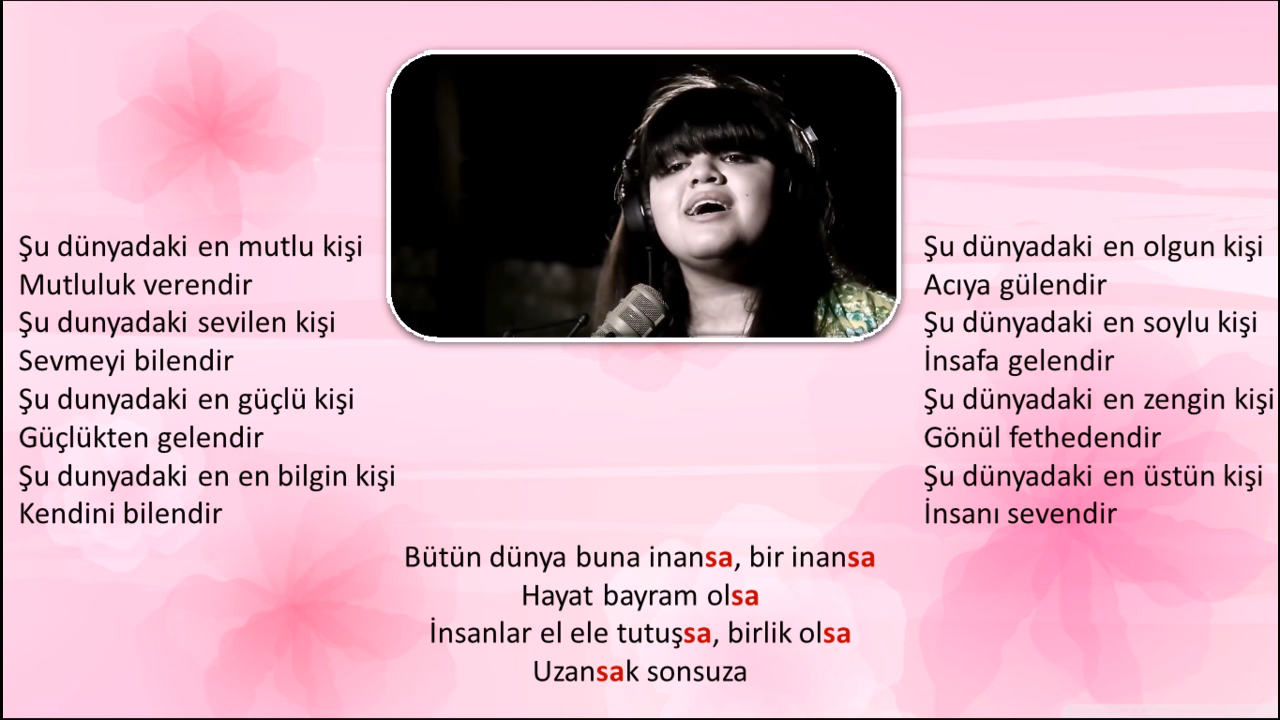 Şu dünyadaki en mutlu kişi
Mutluluk verendir
Şu dunyadaki sevilen kişi
Sevmeyi bilendir
Şu dunyadaki en güçlü kişi
Güçlükten gelendir
Şu dunyadaki en en bilgin kişi
Kendini bilendir
Şu dünyadaki en olgun kişi
Acıya gülendir
Şu dünyadaki en soylu kişi
İnsafa gelendir
Şu dünyadaki en zengin kişi
Gönül fethedendir
Şu dünyadaki en üstün kişi
İnsanı sevendir
Bütün dünya buna inansa, bir inansa
Hayat bayram olsa
İnsanlar el ele tutuşsa, birlik olsa
Uzansak sonsuza